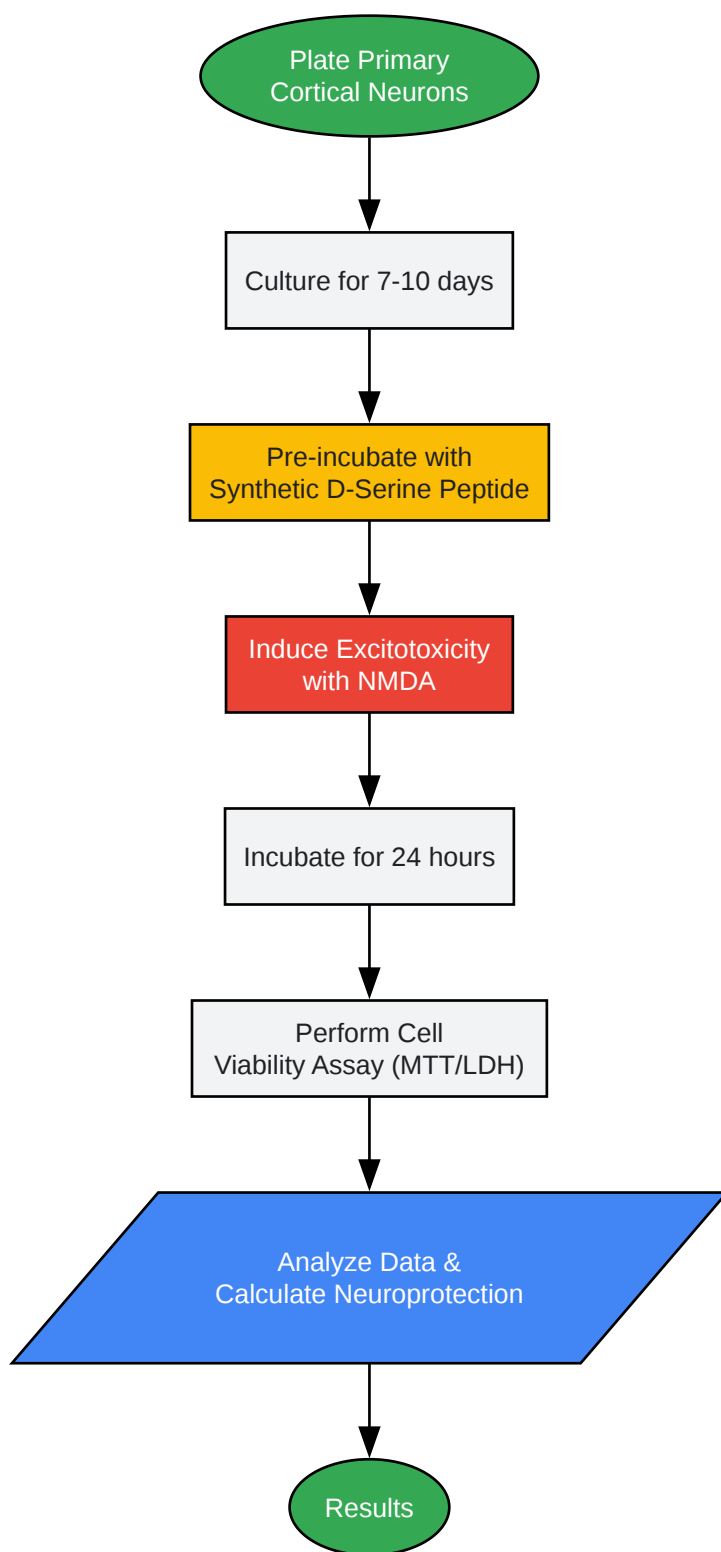 Plate Primary
Cortical Neurons
Culture for 7-10 days
Pre-incubate with
Synthetic D-Serine Peptide
Induce Excitotoxicity
with NMDA
Incubate for 24 hours
Perform Cell
Viability Assay (MTT/LDH)
Analyze Data &
Calculate Neuroprotection
Results